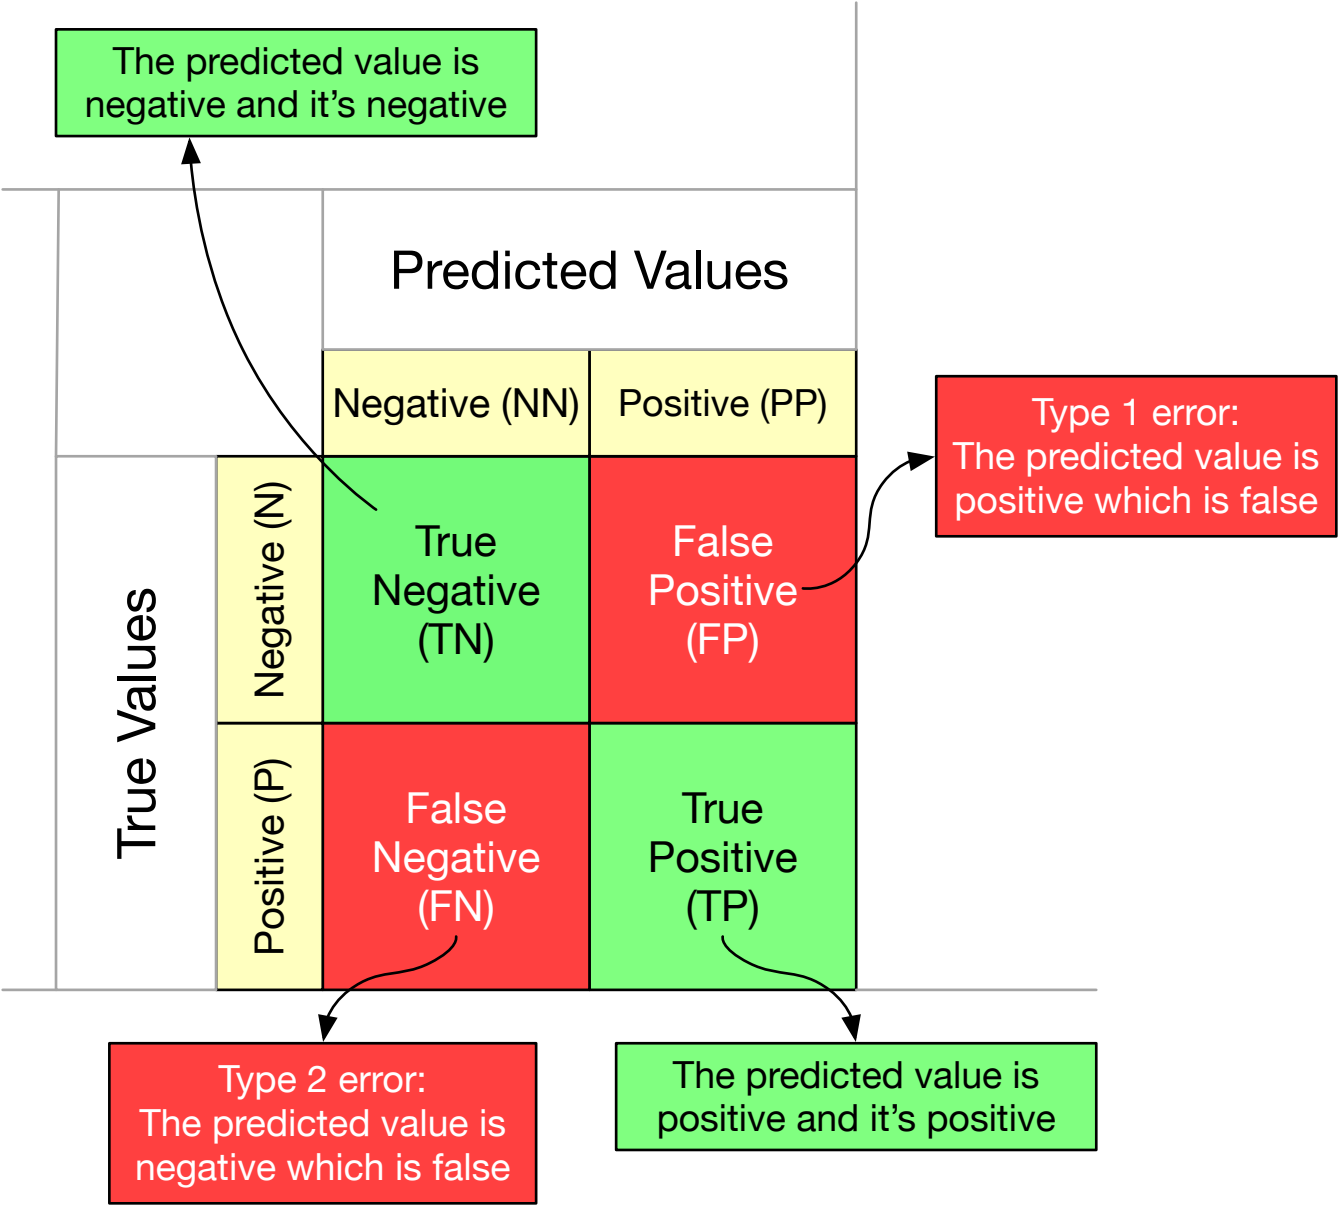 The predicted value is
negative and it's negative
Predicted Values
Negative (NN)
Positive (PP)
Type 1 error:
The predicted value is
positive which is false
True Values
Negative (N)
True
Negative
(TN)
False
Positive
(FP)
Positive (P)
False
Negative
(FN)
True
Positive
(TP)
Type 2 error:
The predicted value is
negative which is false
The predicted value is
positive and it's positive